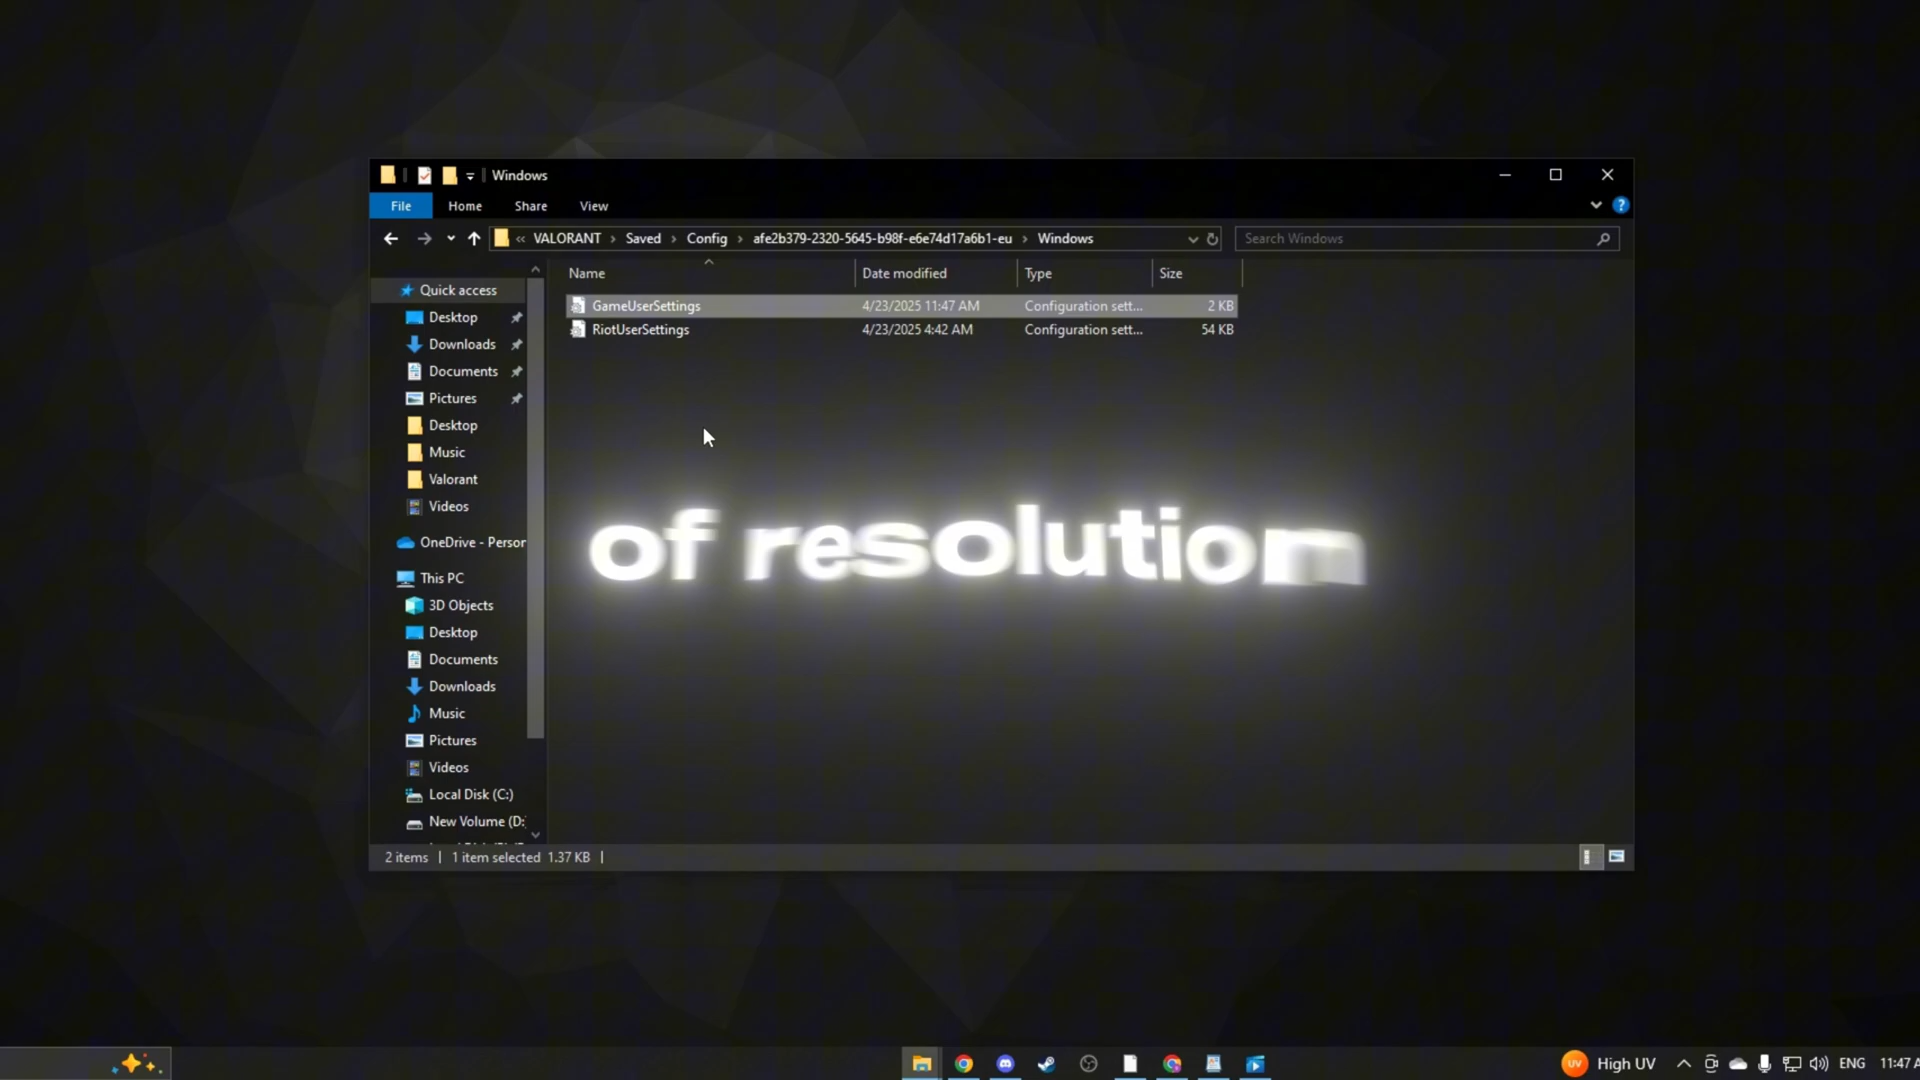 Windows
File Home Share View
« VALORANT › Saved › Config › afe2b379-2320-5645-b98f-e6e74d17a6b1-eu › Windows
Search Windows
Name Date modified Type Size
GameUserSettings 4/23/2025 11:47 AM Configuration sett... 2 KB
RiotUserSettings 4/23/2025 4:42 AM Configuration sett... 54 KB
Quick access
Desktop
Downloads
Documents
Pictures
Desktop
Music
Valorant
Videos
OneDrive - Person
This PC
3D Objects
Desktop
Documents
Downloads
Music
Pictures
Videos
Local Disk (C:)
New Volume (D:
of resolution
2 items | 1 item selected 1.37 KB |
High UV ENG 11:47 A